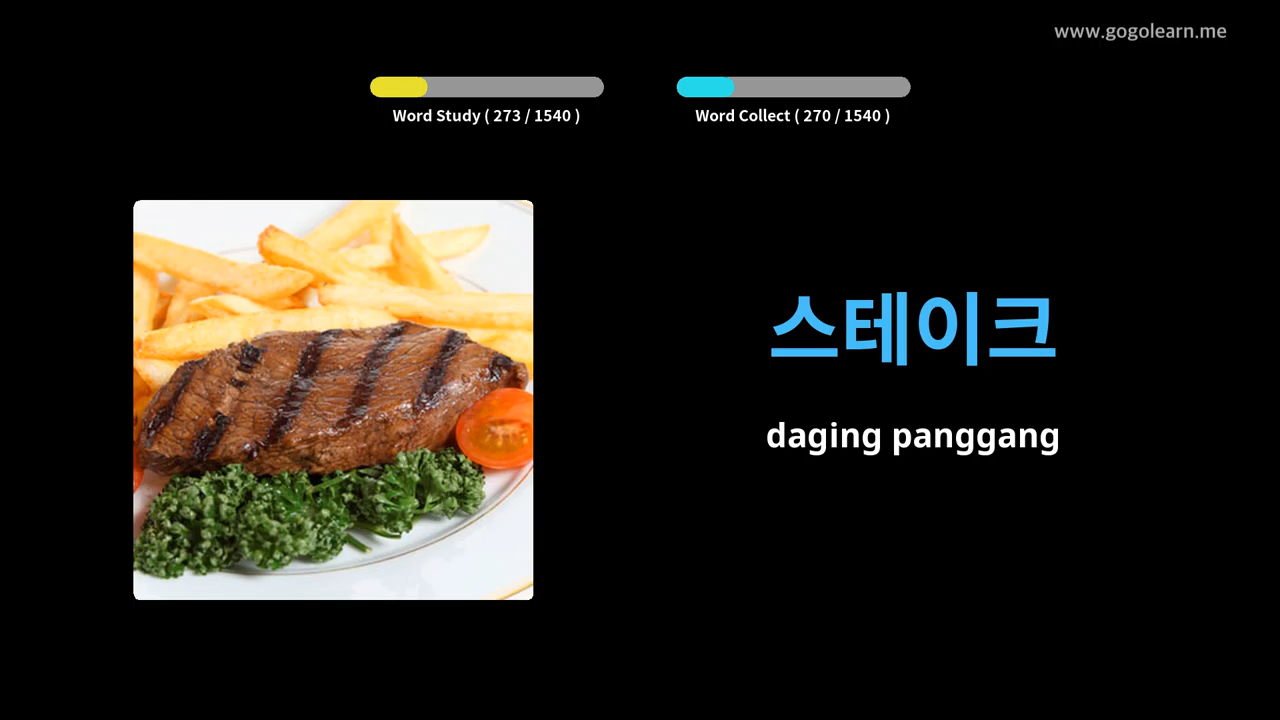 www.gogolearn.me
Word Study ( 273 / 1540 )
Word Collect ( 270 / 1540 )
스테이크
daging panggang